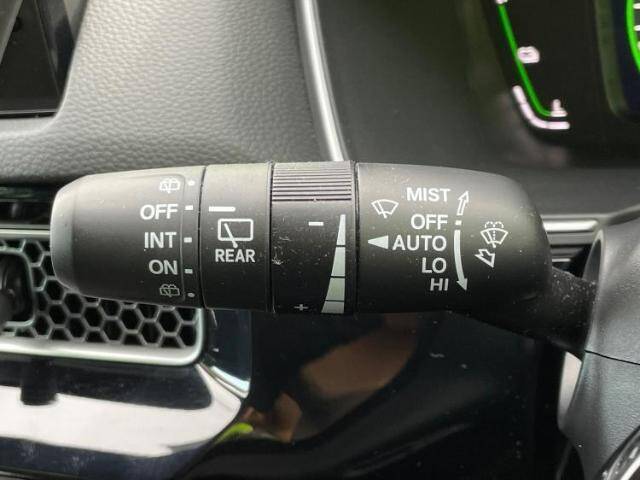 OFF
INT
ON
REAR
−
+
MIST
OFF
AUTO
LO
HI